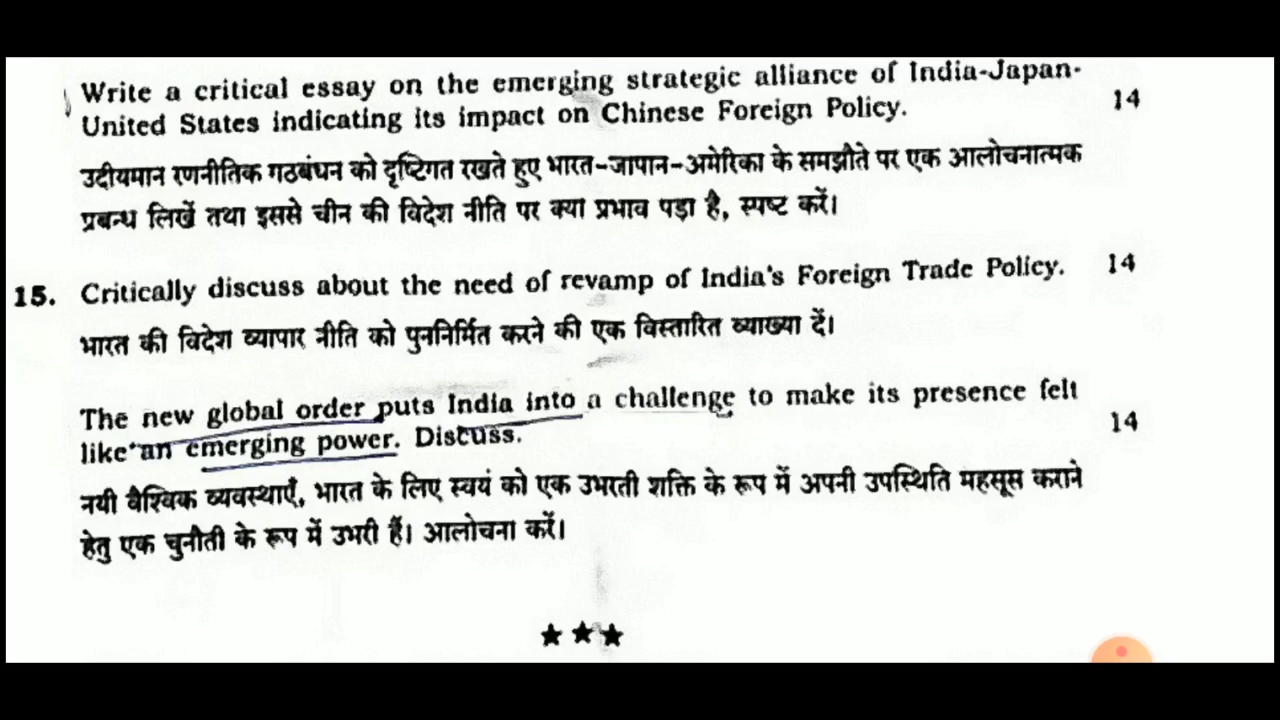 Write a critical essay on the emerging strategic alliance of India-Japan- 14
United States indicating its impact on Chinese Foreign Policy.
उदीयमान रणनीतिक गठबंधन को दृष्टिगत रखते हुए भारत-जापान-अमेरिका के समझौते पर एक आलोचनात्मक
प्रबन्ध लिखें तथा इससे चीन की विदेश नीति पर क्या प्रभाव पड़ा है, स्पष्ट करें।
15. Critically discuss about the need of revamp of India's Foreign Trade Policy. 14
भारत की विदेश व्यापार नीति को पुननिर्मित करने की एक विस्तारित व्याख्या दें।
The new global order puts India into a challenge to make its presence felt
like an emerging power. Discuss. 14
नयी वैश्विक व्यवस्थाएँ, भारत के लिए स्वयं को एक उभरती शक्ति के रूप में अपनी उपस्थिति महसूस कराने
हेतु एक चुनौती के रूप में उभरी हैं। आलोचना करें।
★★★